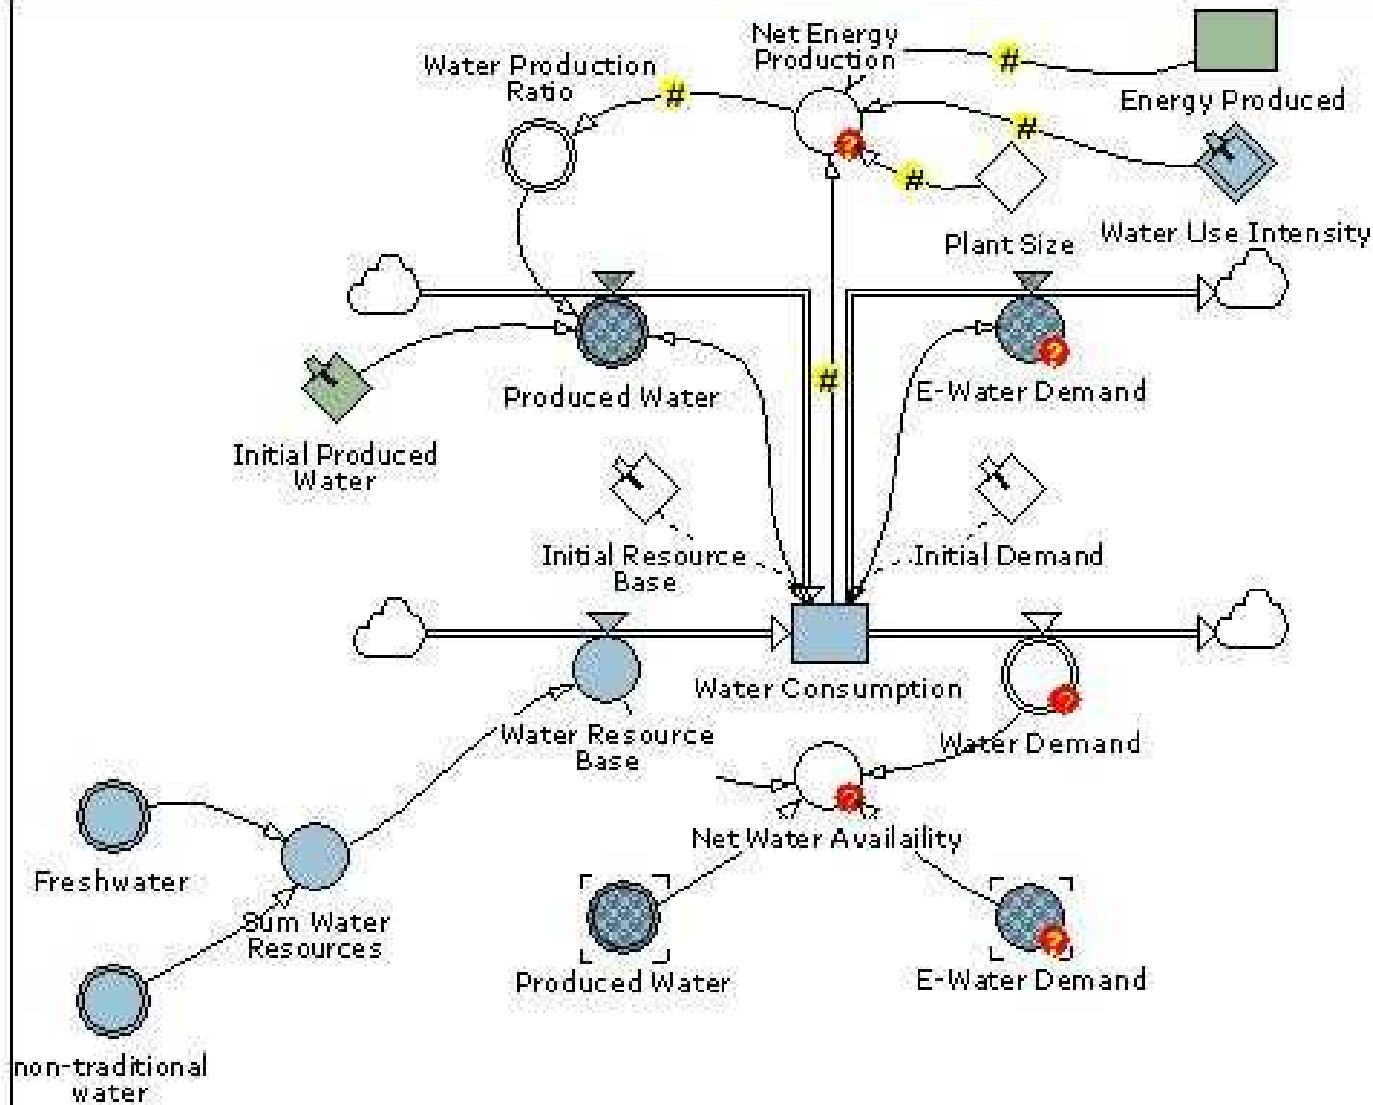 Net Energy
Production
Water Production
Ratio
#
#
Energy Produced
#
?
#
Plant Size
Water Use Intensity
Produced Water
#
?
E-Water Demand
Initial Produced
Water
Initial Resource
Base
Initial Demand
Water Consumption
?
Water Resource
Base
Water Demand
?
Net Water Availaility
Freshwater
Sum Water
Resources
?
Produced Water
E-Water Demand
non-traditional
water